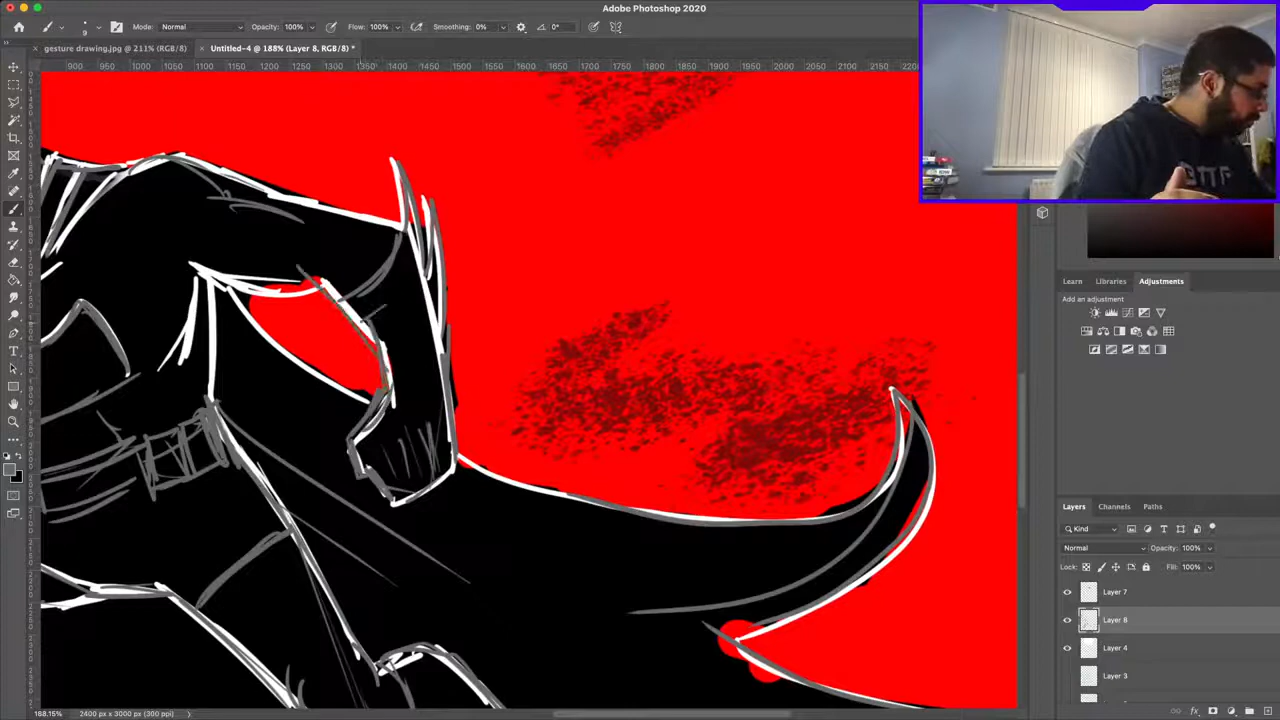 Adobe Photoshop 2020
Mode: Normal Opacity: 100% Flow: 100% Smoothing: 0% 0°
gesture drawing.jpg @ 211% (RGB/8) Untitled-4 @ 188% (Layer 8, RGB/8) *
900 950 1000 1050 1100 1150 1200 1250 1300 1350 1400 1450 1500 1550 1600 1650 1700 1750 1800 1850 1900 1950 2000 2050 2100 2150
Learn Libraries Adjustments
Add an adjustment
Layers Channels Paths
Kind
Normal Opacity: 100%
Lock: Fill: 100%
Layer 7
Layer 8
Layer 4
Layer 3
168.15% 2400 px x 3000 px (300 ppi)